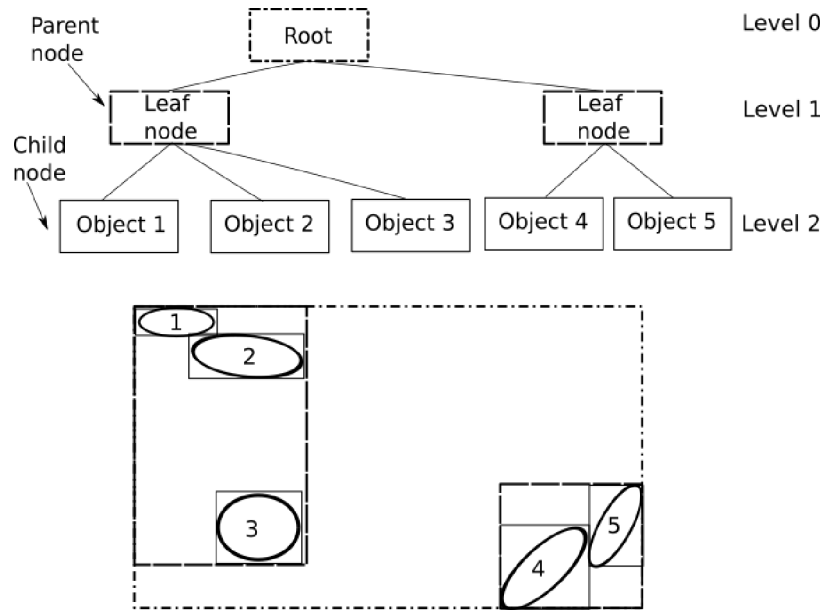 Root
Level 0
Parent
node
Leaf
node
Leaf
node
Level 1
Child
node
Object 1
Object 2
Object 3
Object 4
Object 5
Level 2
1
2
3
4
5